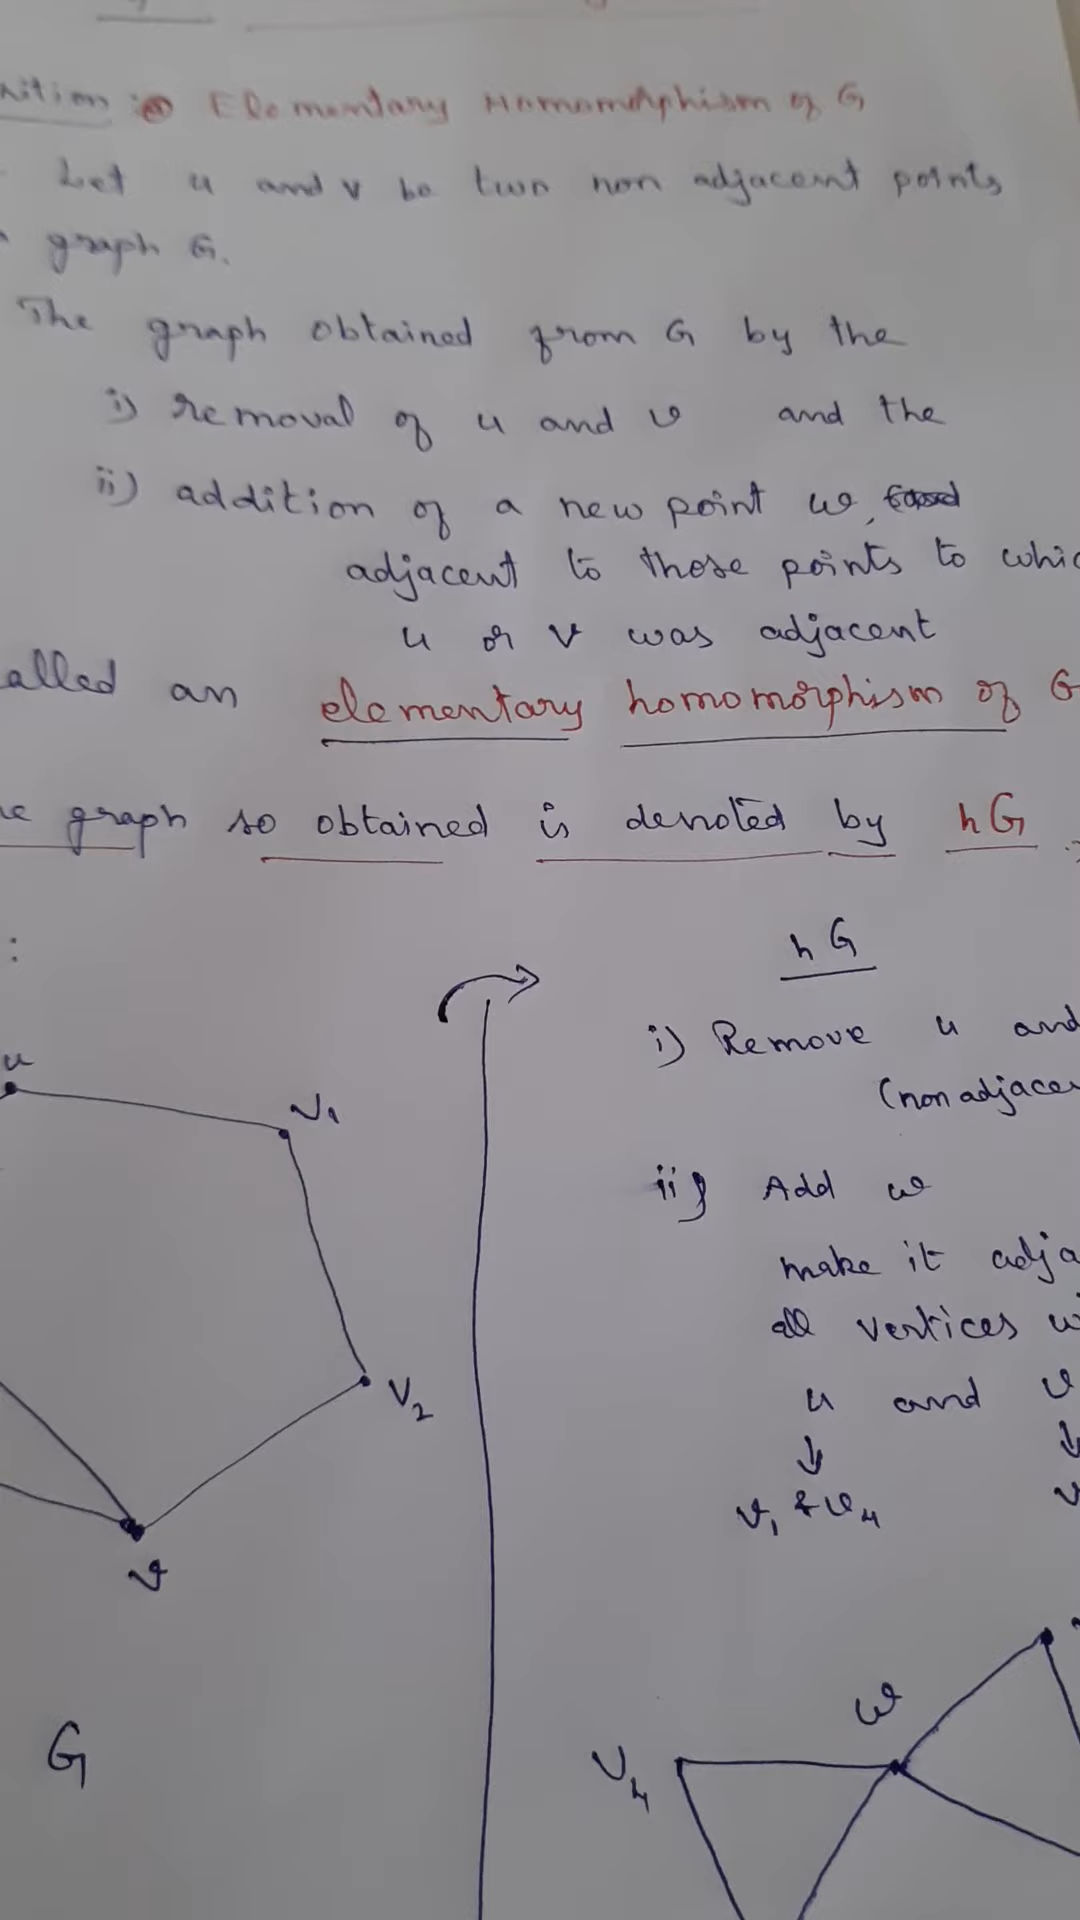 nition : Elementary Homomorphism of G
Let u and v be two non adjacent points
graph G.
The graph obtained from G by the
i) removal of u and v and the
ii) addition of a new point w,
adjacent to those points to whic
u or v was adjacent
alled an elementary homomorphism of G
e graph so obtained is denoted by hG
:
u
v1
v2
v
G
hG
i) Remove u and
(non adjace
ii) Add w
make it adja
all vertices w
u and v
↓ ↓
v1 & v4 v
w
v4